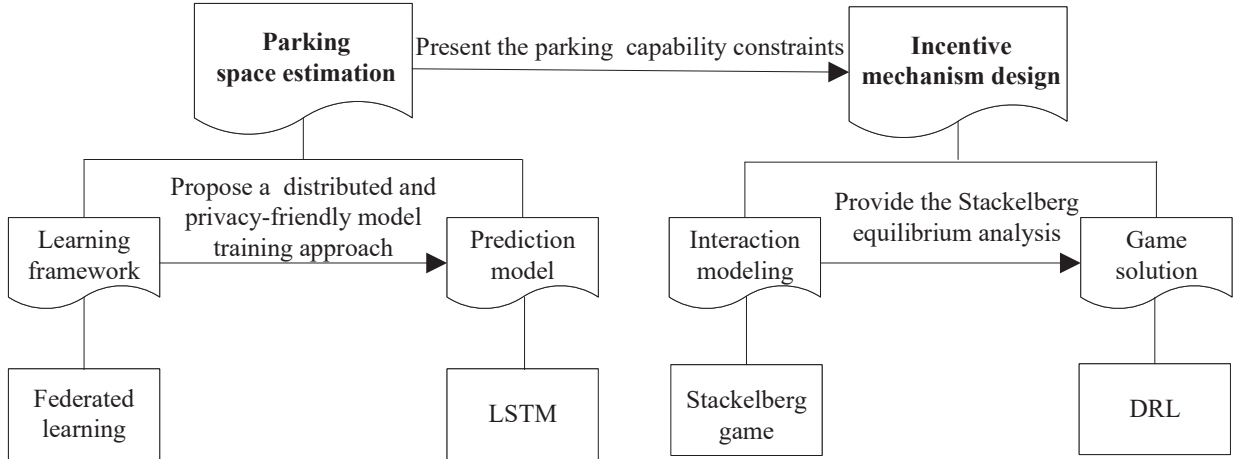 Parking
space estimation
Present the parking capability constraints
Incentive
mechanism design
Propose a distributed and
privacy-friendly model
training approach
Provide the Stackelberg
equilibrium analysis
Learning
framework
Prediction
model
Interaction
modeling
Game
solution
Federated
learning
LSTM
Stackelberg
game
DRL